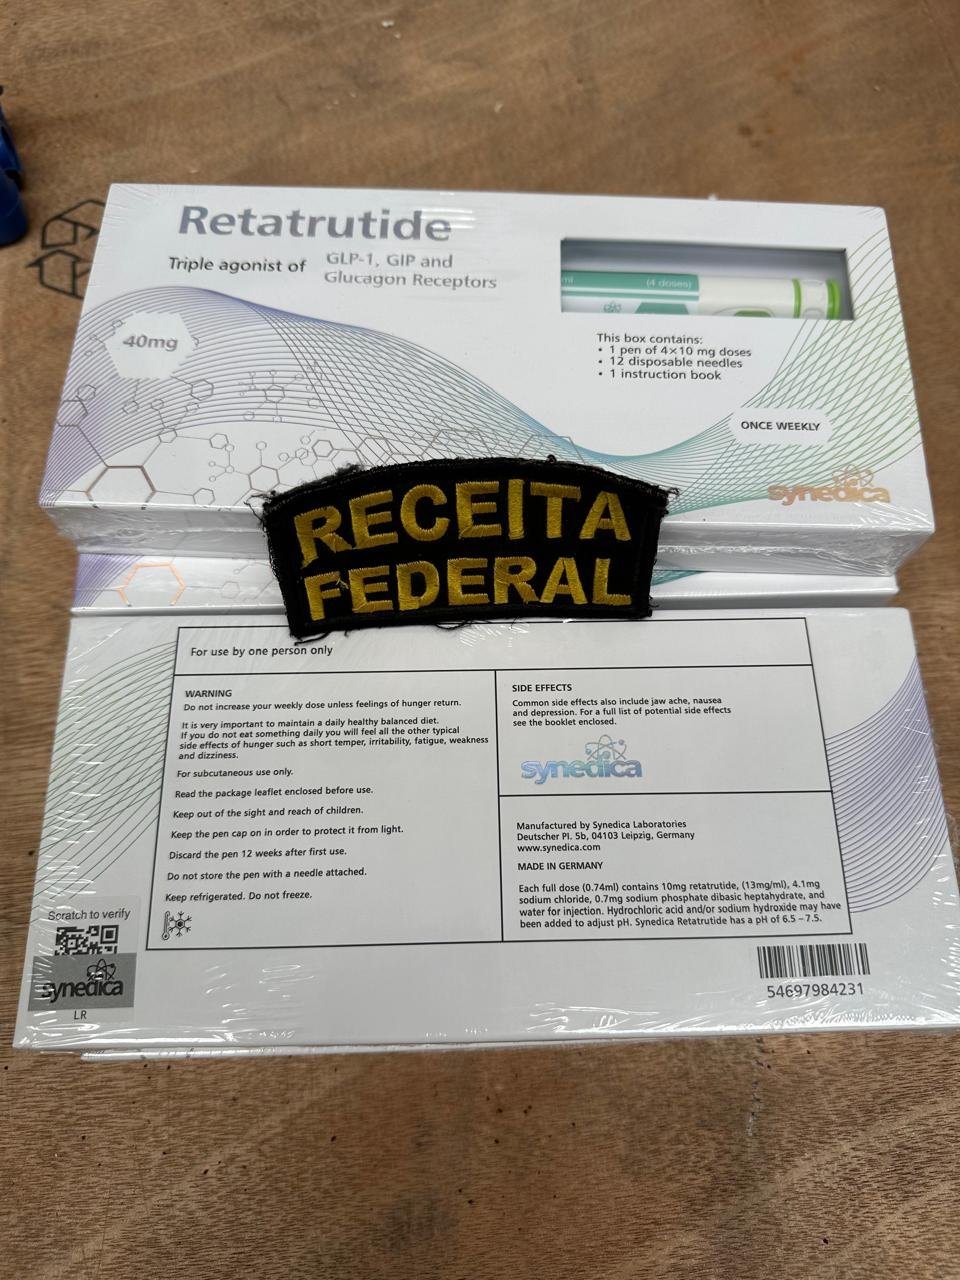 Retatrutide
Triple agonist of GLP-1, GIP and
Glucagon Receptors
40mg
ml (4 doses)
This box contains:
• 1 pen of 4×10 mg doses
• 12 disposable needles
• 1 instruction book
ONCE WEEKLY
synedica
RECEITA
FEDERAL
For use by one person only
WARNING
Do not increase your weekly dose unless feelings of hunger return.
It is very important to maintain a daily healthy balanced diet.
If you do not eat something daily you will feel all the other typical
side effects of hunger such as short temper, irritability, fatigue, weakness
and dizziness.
For subcutaneous use only.
Read the package leaflet enclosed before use.
Keep out of the sight and reach of children.
Keep the pen cap on in order to protect it from light.
Discard the pen 12 weeks after first use.
Do not store the pen with a needle attached.
Keep refrigerated. Do not freeze.
SIDE EFFECTS
Common side effects also include jaw ache, nausea
and depression. For a full list of potential side effects
see the booklet enclosed.
synedica
Manufactured by Synedica Laboratories
Deutscher Pl. 5b, 04103 Leipzig, Germany
www.synedica.com
MADE IN GERMANY
Each full dose (0.74ml) contains 10mg retatrutide, (13mg/ml), 4.1mg
sodium chloride, 0.7mg sodium phosphate dibasic heptahydrate, and
water for injection. Hydrochloric acid and/or sodium hydroxide may have
been added to adjust pH. Synedica Retatrutide has a pH of 6.5 – 7.5.
Scratch to verify
synedica
LR
54697984231